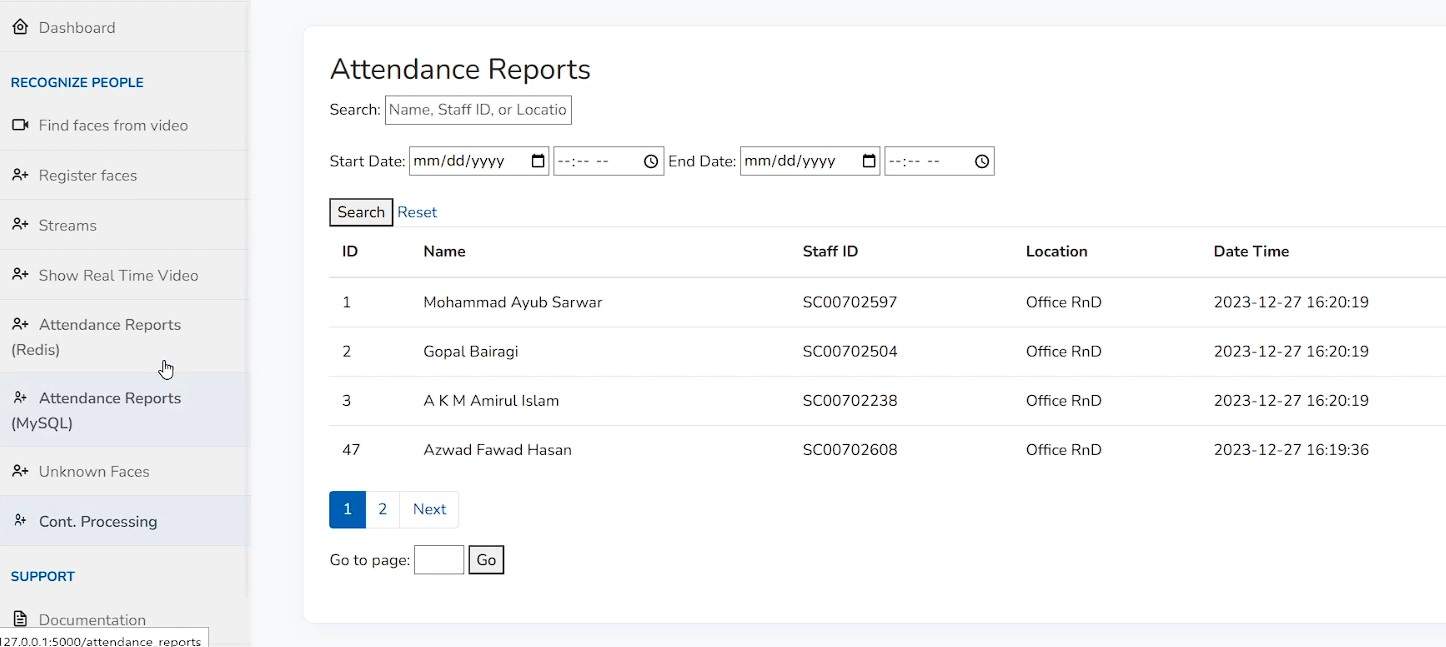 Dashboard
RECOGNIZE PEOPLE
Find faces from video
Register faces
Streams
Show Real Time Video
Attendance Reports
(Redis)
Attendance Reports
(MySQL)
Unknown Faces
Cont. Processing
SUPPORT
Documentation
127.0.0.1:5000/attendance_reports
Attendance Reports
Search: Name, Staff ID, or Locatio
Start Date: mm/dd/yyyy --:-- -- End Date: mm/dd/yyyy --:-- --
Search Reset
ID Name Staff ID Location Date Time
1 Mohammad Ayub Sarwar SC00702597 Office RnD 2023-12-27 16:20:19
2 Gopal Bairagi SC00702504 Office RnD 2023-12-27 16:20:19
3 A K M Amirul Islam SC00702238 Office RnD 2023-12-27 16:20:19
47 Azwad Fawad Hasan SC00702608 Office RnD 2023-12-27 16:19:36
1 2 Next
Go to page: Go